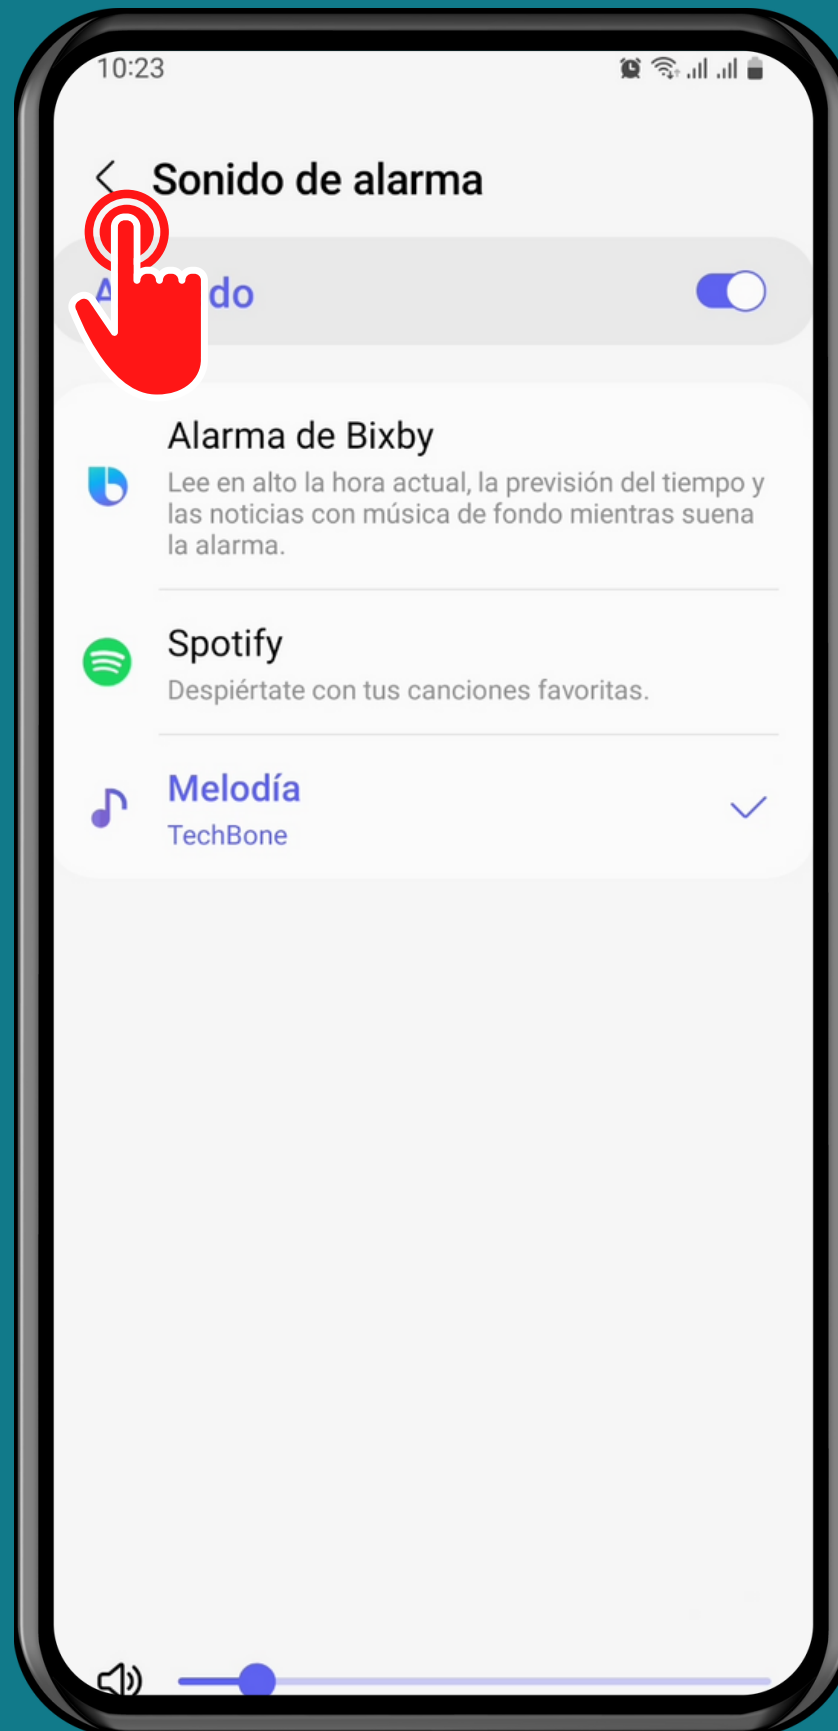 10:23
Sonido de alarma
Alarma de Bixby
Lee en alto la hora actual, la previsión del tiempo y
las noticias con música de fondo mientras suena
la alarma.
Spotify
Despiértate con tus canciones favoritas.
Melodía
TechBone